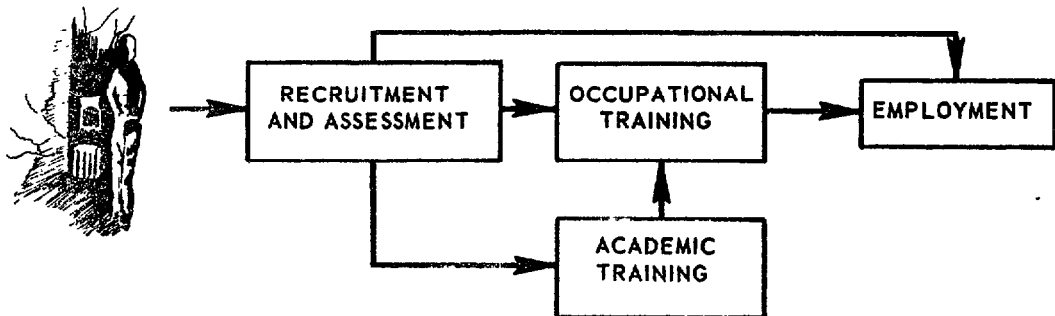 RECRUITMENT
AND ASSESSMENT
OCCUPATIONAL
TRAINING
EMPLOYMENT
ACADEMIC
TRAINING